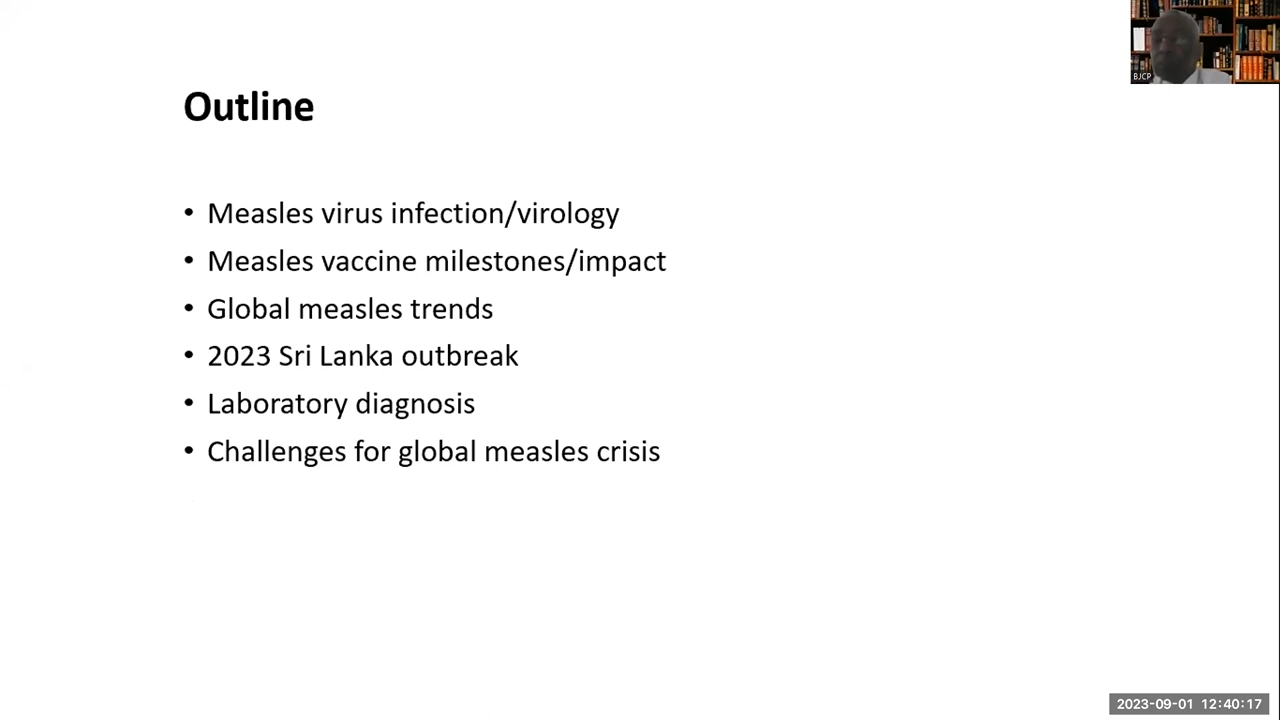 BJCP
Outline
• Measles virus infection/virology
• Measles vaccine milestones/impact
• Global measles trends
• 2023 Sri Lanka outbreak
• Laboratory diagnosis
• Challenges for global measles crisis
2023-09-01 12:40:17